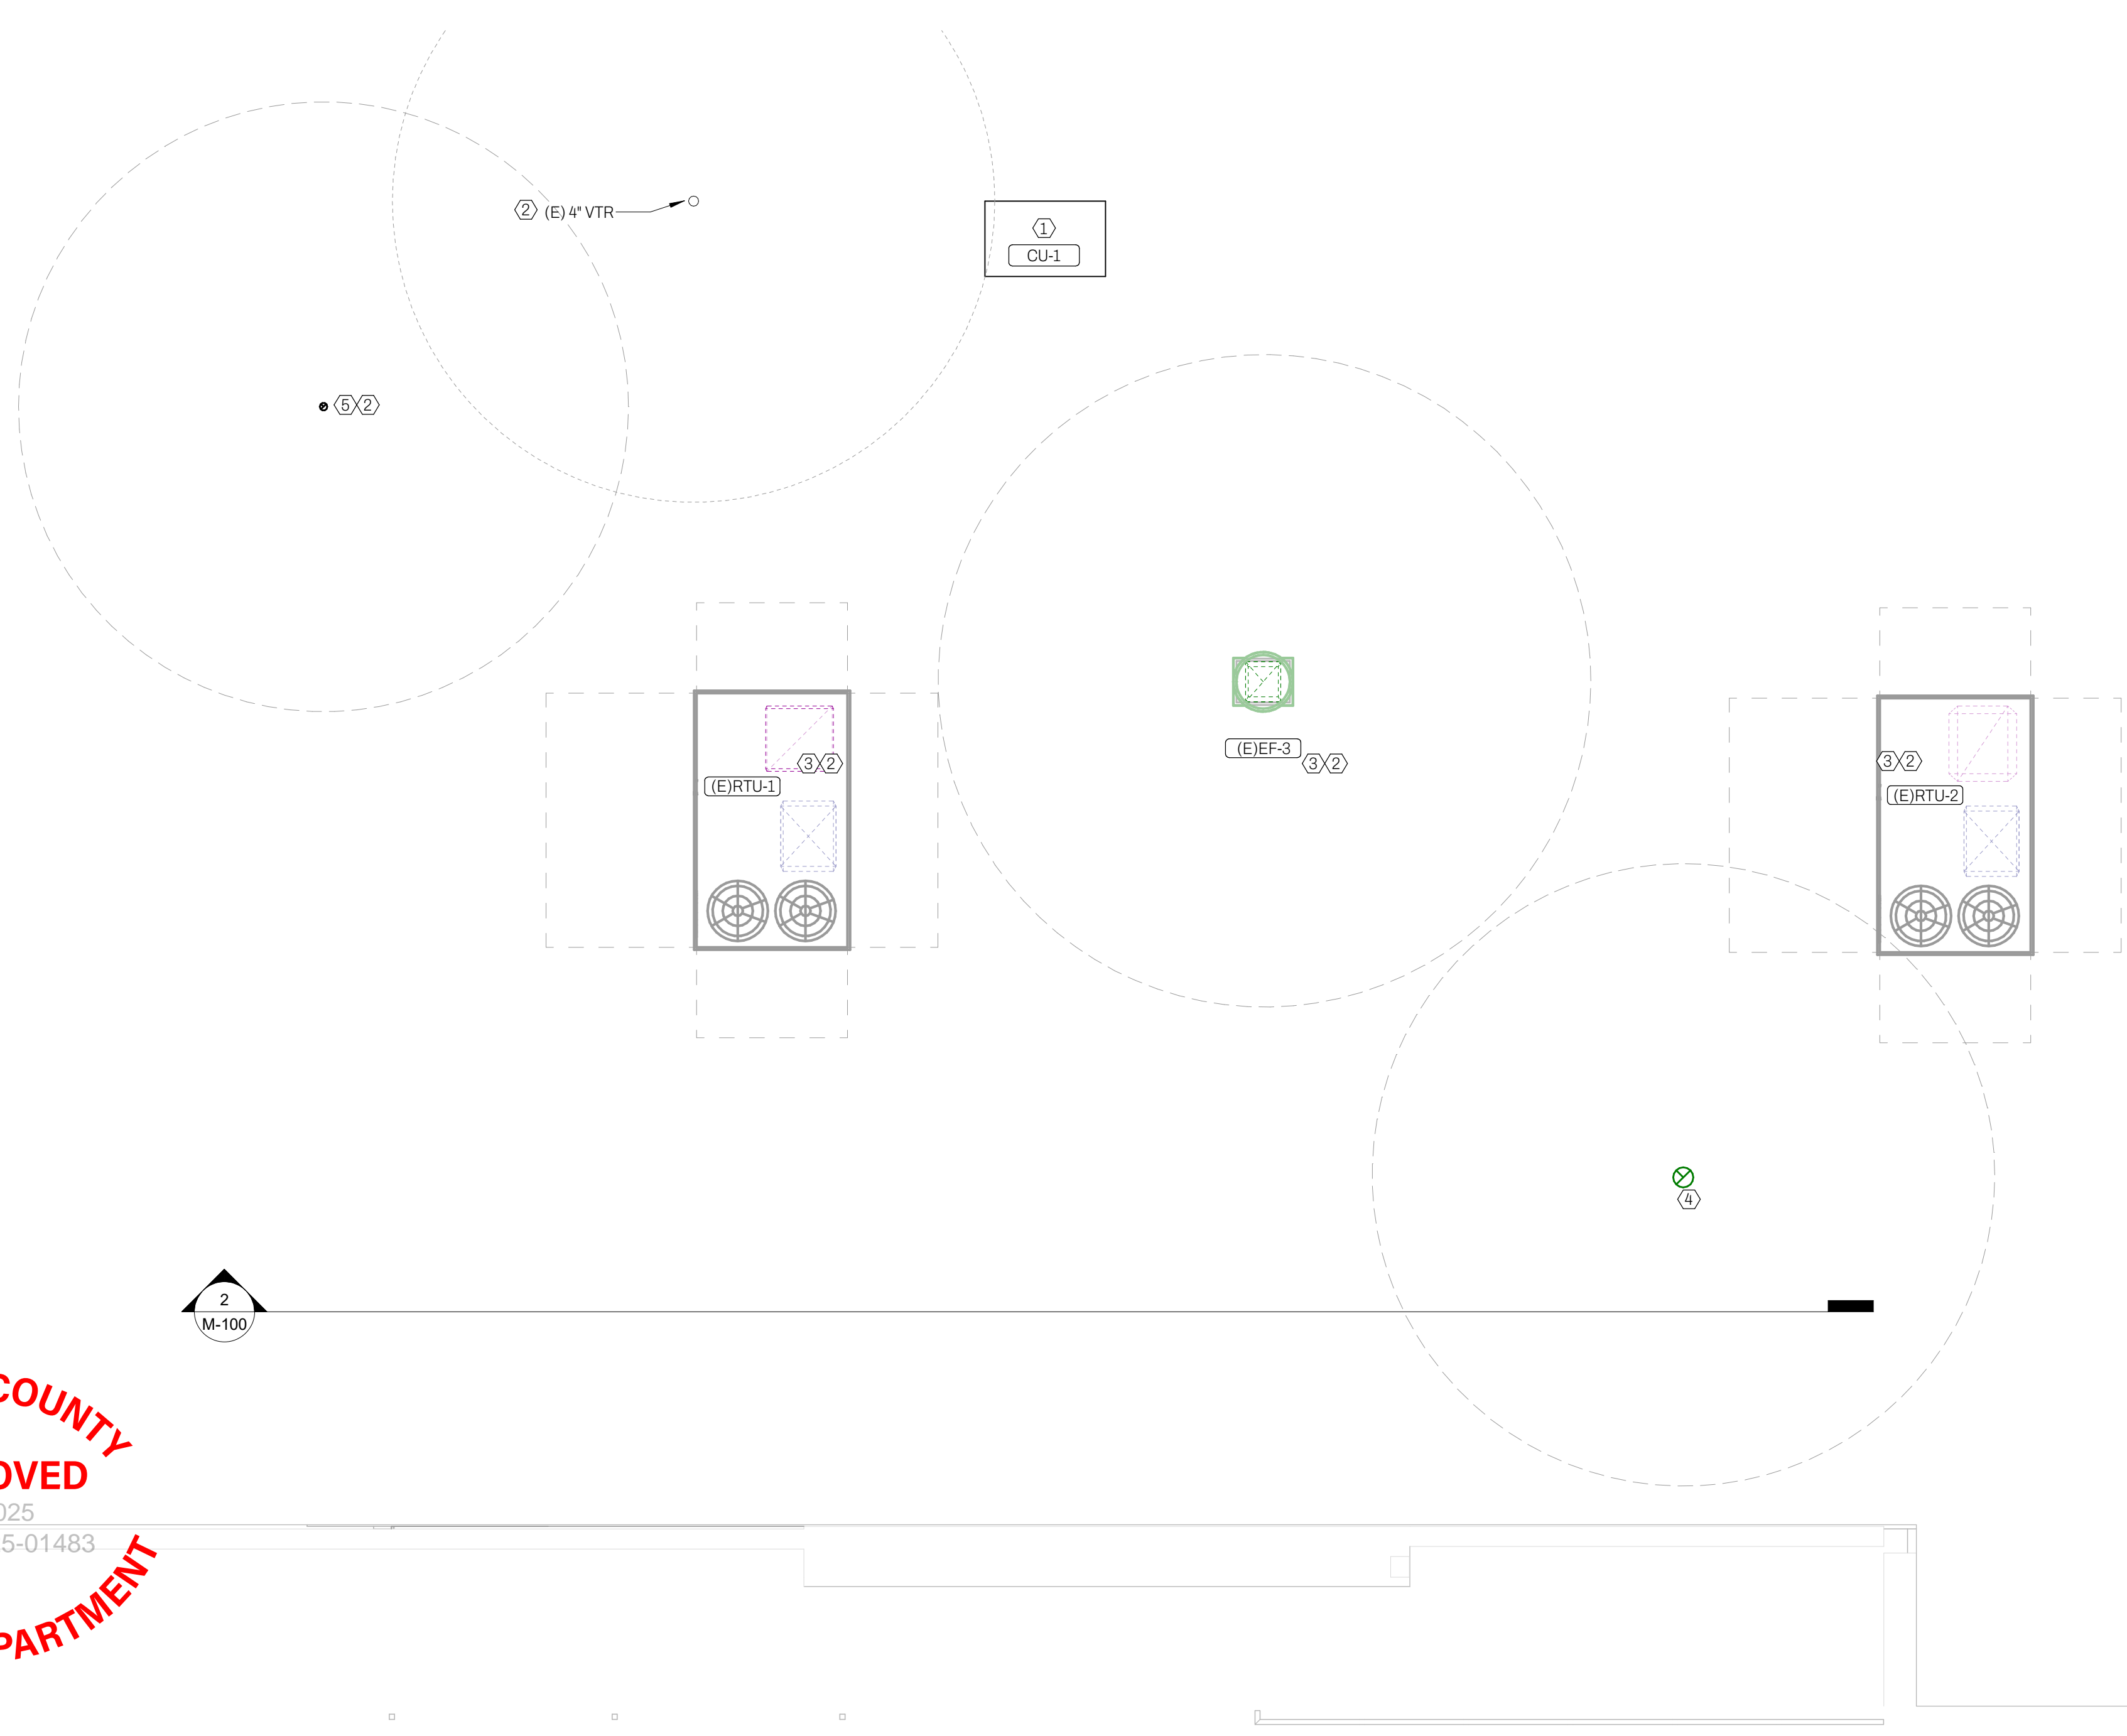 2 (E) 4" VTR
1
CU-1
5 2
(E)EF-3
3 2
3 2
(E)RTU-1
3 2
(E)RTU-2
4
2
M-100
COUNTY
OVED
025
5-01483
PARTMENT